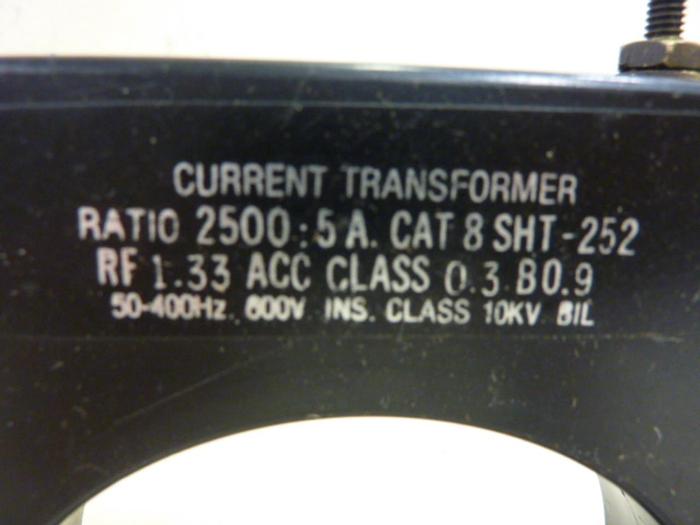 CURRENT TRANSFORMER
RATIO 2500:5 A. CAT 8 SHT-252
RF 1.33 ACC CLASS 0.3 B0.9
50-400Hz. 600V INS. CLASS 10KV BIL